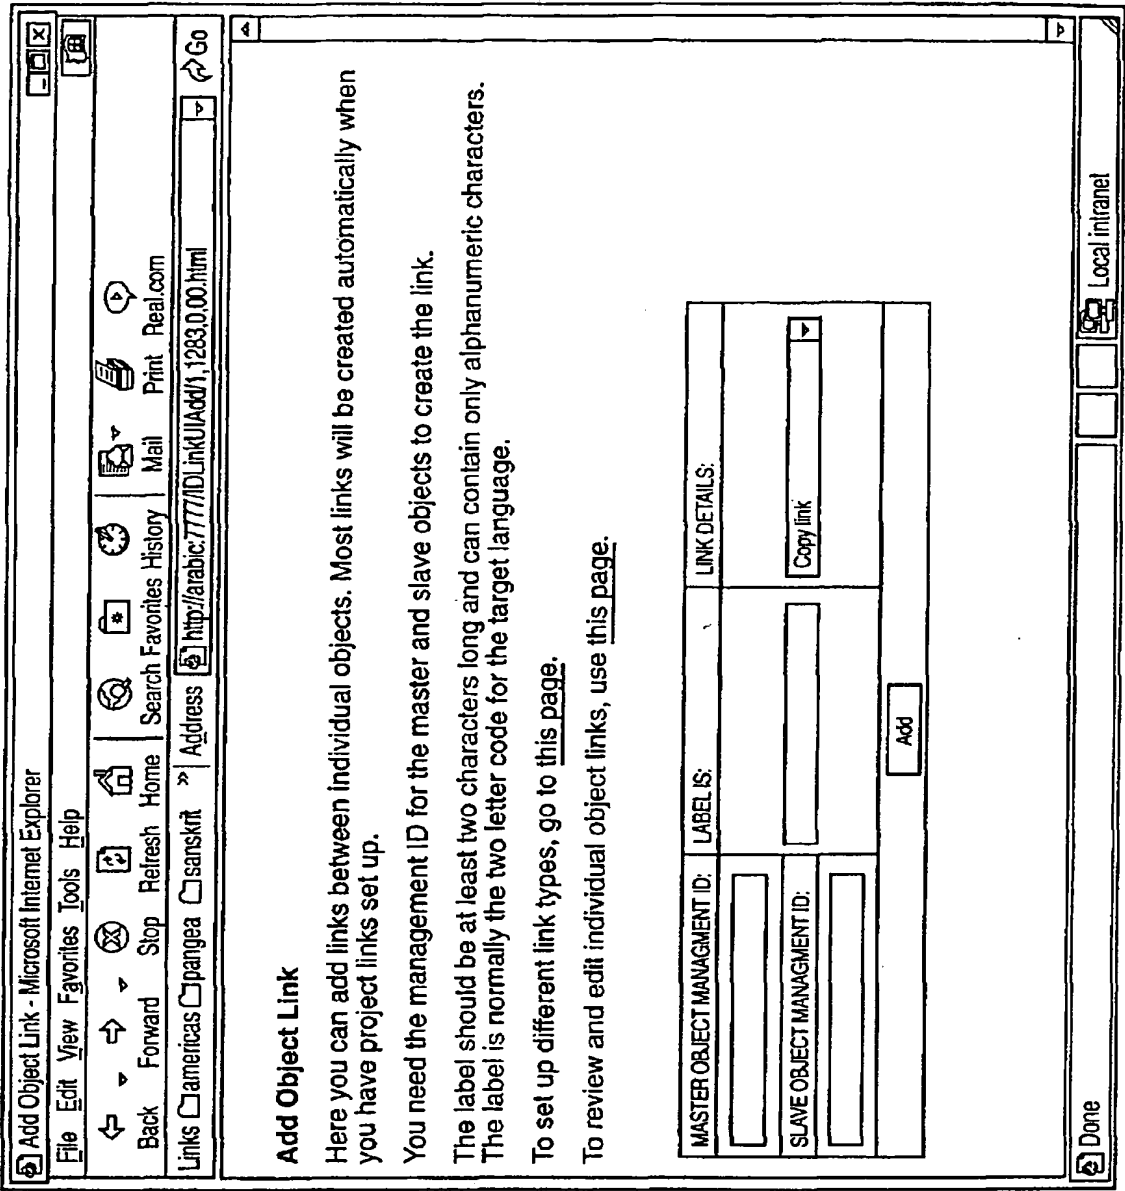 Add Object Link - Microsoft Internet Explorer
File Edit View Favorites Tools Help
Back Forward Stop Refresh Home Search Favorites History Mail Print Real.com
Links americas pangea sanskrit » Address http://arabic:7777/IDLinkUIAdd/1,1283,0,00.html Go
Add Object Link
Here you can add links between individual objects. Most links will be created automatically when
you have project links set up.
You need the management ID for the master and slave objects to create the link.
The label should be at least two characters long and can contain only alphanumeric characters.
The label is normally the two letter code for the target language.
To set up different link types, go to this page.
To review and edit individual object links, use this page.
MASTER OBJECT MANAGMENT ID: LABEL IS: LINK DETAILS:
Copy link
SLAVE OBJECT MANAGMENT ID:
Add
Done Local intranet